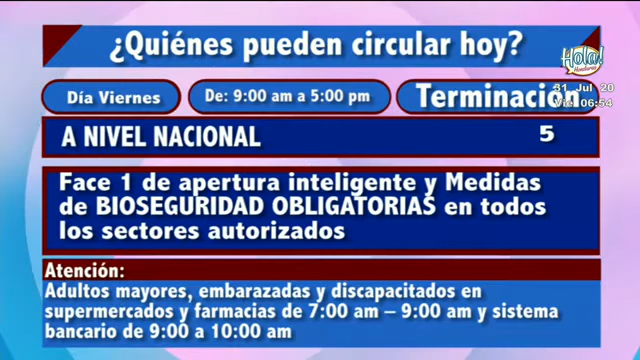 ¿Quiénes pueden circular hoy?
Hola!
Honduras
31 Jul 20
Vie 06:54
Día Viernes
De: 9:00 am a 5:00 pm
Terminación
A NIVEL NACIONAL
5
Face 1 de apertura inteligente y Medidas
de BIOSEGURIDAD OBLIGATORIAS en todos
los sectores autorizados
Atención:
Adultos mayores, embarazadas y discapacitados en
supermercados y farmacias de 7:00 am – 9:00 am y sistema
bancario de 9:00 a 10:00 am